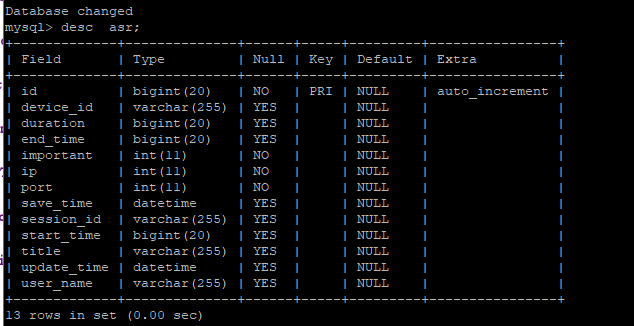 Database changed
mysql> desc  asr;
+-------------+--------------+------+-----+---------+----------------+
| Field       | Type         | Null | Key | Default | Extra          |
+-------------+--------------+------+-----+---------+----------------+
| id          | bigint(20)   | NO   | PRI | NULL    | auto_increment |
| device_id   | varchar(255) | YES  |     | NULL    |                |
| duration    | bigint(20)   | YES  |     | NULL    |                |
| end_time    | bigint(20)   | YES  |     | NULL    |                |
| important   | int(11)      | NO   |     | NULL    |                |
| ip          | int(11)      | NO   |     | NULL    |                |
| port        | int(11)      | NO   |     | NULL    |                |
| save_time   | datetime     | YES  |     | NULL    |                |
| session_id  | varchar(255) | YES  |     | NULL    |                |
| start_time  | bigint(20)   | YES  |     | NULL    |                |
| title       | varchar(255) | YES  |     | NULL    |                |
| update_time | datetime     | YES  |     | NULL    |                |
| user_name   | varchar(255) | YES  |     | NULL    |                |
+-------------+--------------+------+-----+---------+----------------+
13 rows in set (0.00 sec)